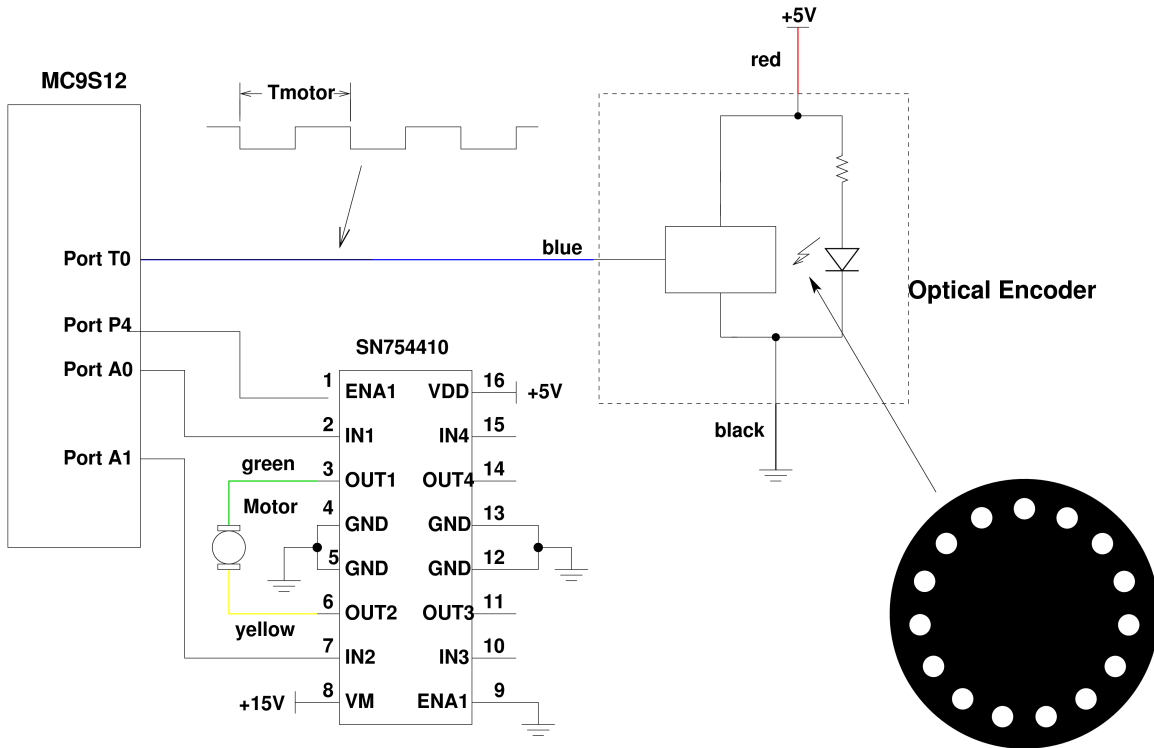 +5V
red
MC9S12
Tmotor
Port T0
blue
Optical Encoder
Port P4
SN754410
Port A0
1 ENA1 VDD 16 +5V
black
2 IN1 IN4 15
Port A1
green
3 OUT1 OUT4 14
Motor
4 GND GND 13
5 GND GND 12
6 OUT2 OUT3 11
yellow
7 IN2 IN3 10
+15V 8 VM ENA1 9